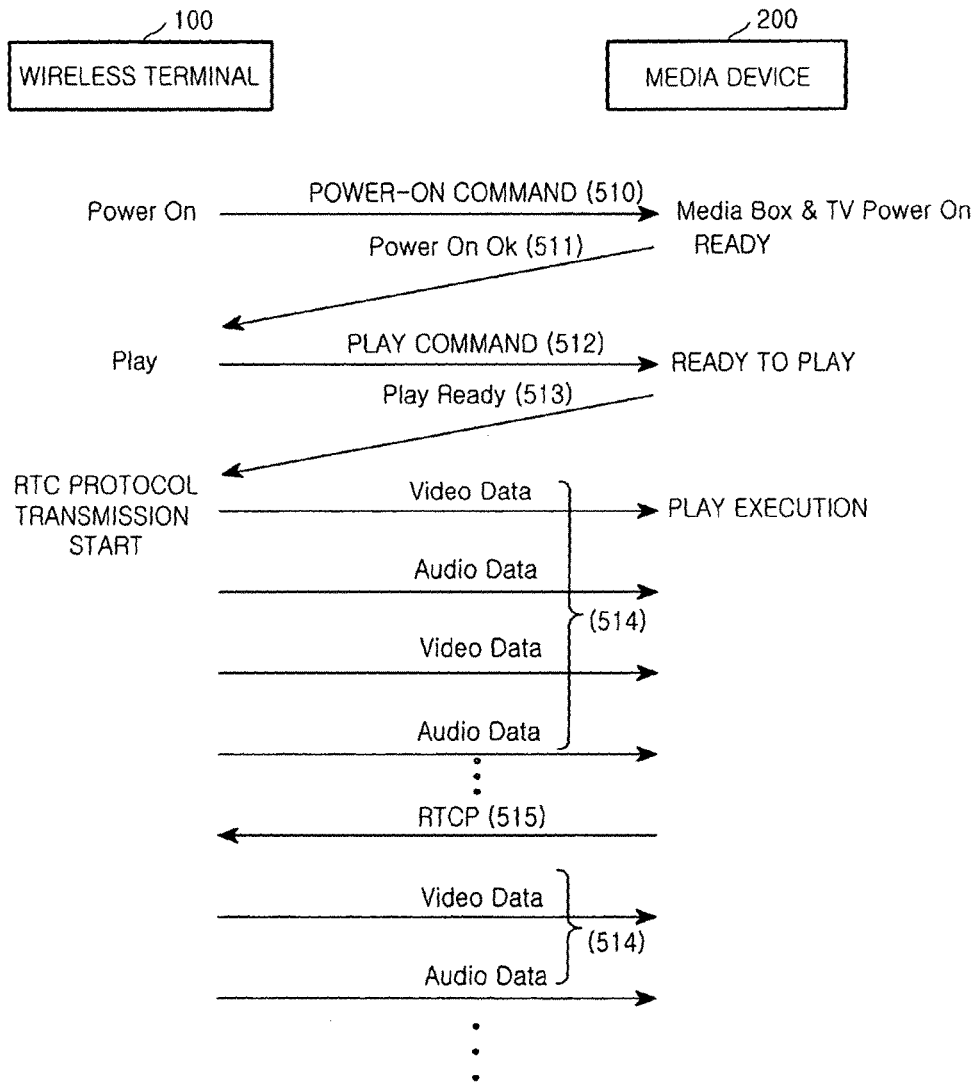 100
200
WIRELESS TERMINAL
MEDIA DEVICE
POWER-ON COMMAND (510)
Power On
Media Box & TV Power On
READY
Power On Ok (511)
PLAY COMMAND (512)
Play
READY TO PLAY
Play Ready (513)
RTC PROTOCOL
TRANSMISSION
START
Video Data
PLAY EXECUTION
Audio Data
(514)
Video Data
Audio Data
RTCP (515)
Video Data
(514)
Audio Data